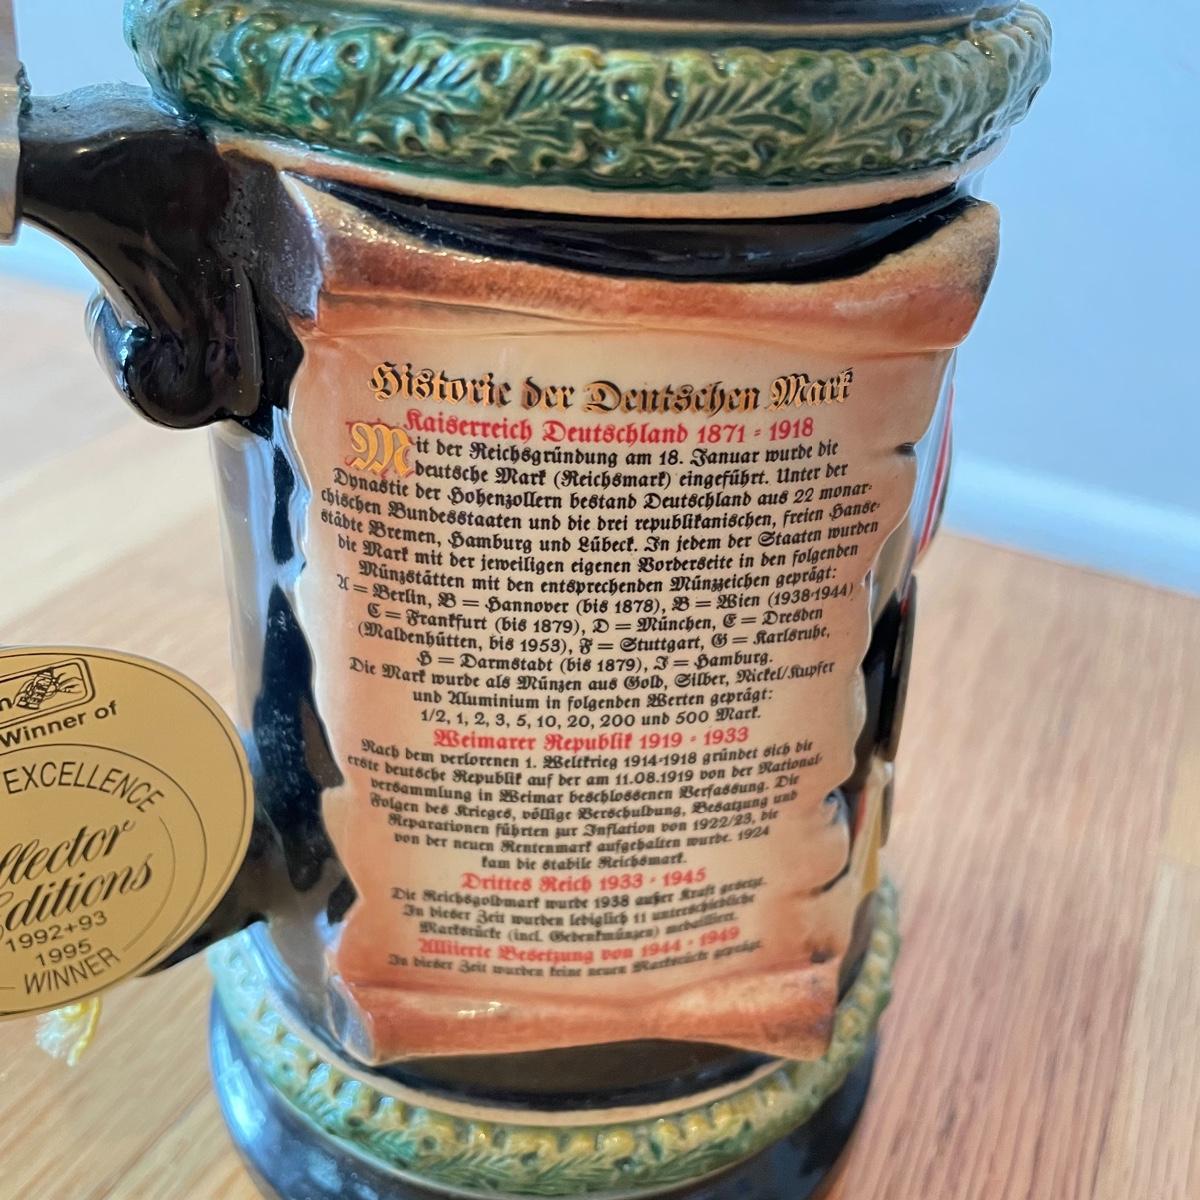 Historie der Deutschen Mark
Kaiserreich Deutschland 1871 - 1918
Mit der Reichsgründung am 18. Januar wurde die
deutsche Mark (Reichsmark) eingeführt. Unter der
Dynastie der Hohenzollern bestand Deutschland aus 22 monar-
chischen Bundesstaaten und die drei republikanischen, freien Hanse-
städte Bremen, Hamburg und Lübeck. In jedem der Staaten wurden
die Mark mit der jeweiligen eigenen Vorderseite in den folgenden
Münzstätten mit den entsprechenden Münzzeichen geprägt:
A = Berlin, B = Hannover (bis 1878), B = Wien (1938-1944)
C = Frankfurt (bis 1879), D = München, E = Dresden
(Muldenhütten, bis 1953), F = Stuttgart, G = Karlsruhe,
H = Darmstadt (bis 1879), J = Hamburg.
Die Mark wurde als Münzen aus Gold, Silber, Nickel/Kupfer
und Aluminium in folgenden Werten geprägt:
1/2, 1, 2, 3, 5, 10, 20, 200 und 500 Mark.
Weimarer Republik 1919 - 1933
Nach dem verlorenen 1. Weltkrieg 1914-1918 gründet sich die
erste deutsche Republik auf der am 11.08.1919 von der National-
versammlung in Weimar beschlossenen Verfassung. Die
Folgen des Krieges, völlige Verschuldung, Besatzung und
Reparationen führten zur Inflation von 1922/23, die
von der neuen Rentenmark aufgehalten wurde. 1924
kam die stabile Reichsmark.
Drittes Reich 1933 - 1945
Die Reichsgoldmark wurde 1938 außer Kraft gesetzt.
In dieser Zeit wurden lediglich 11 unterschiedliche
Markstücke (incl. Gedenkmünzen) medailliert.
Alliierte Besetzung von 1944 - 1949
In dieser Zeit wurden keine neuen Markstücke geprägt.
Winner of
EXCELLENCE
llector
Editions
1992+93
1995
WINNER